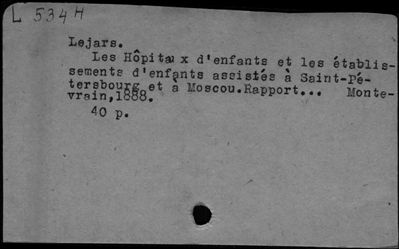 L 534 H
Lejars.
Les Hôpitaux d'enfants et les établis-
sements d'enfants assistés à Saint-Pé-
tersbourg et à Moscou.Rapport... Monte-
vrain,1888.
40 p.